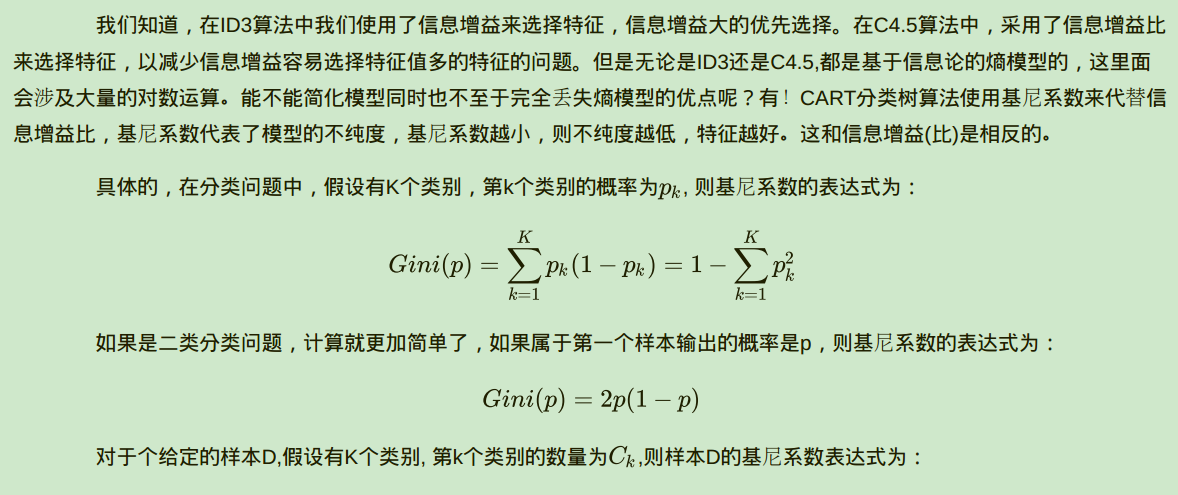 我们知道，在ID3算法中我们使用了信息增益来选择特征，信息增益大的优先选择。在C4.5算法中，采用了信息增益比
来选择特征，以减少信息增益容易选择特征值多的特征的问题。但是无论是ID3还是C4.5,都是基于信息论的熵模型的，这里面
会涉及大量的对数运算。能不能简化模型同时也不至于完全丢失熵模型的优点呢？有！CART分类树算法使用基尼系数来代替信
息增益比，基尼系数代表了模型的不纯度，基尼系数越小，则不纯度越低，特征越好。这和信息增益(比)是相反的。
具体的，在分类问题中，假设有K个类别，第k个类别的概率为p_k, 则基尼系数的表达式为：
Gini(p) = \sum_{k=1}^{K} p_k(1 − p_k) = 1 − \sum_{k=1}^{K} p_k^2
如果是二类分类问题，计算就更加简单了，如果属于第一个样本输出的概率是p，则基尼系数的表达式为：
Gini(p) = 2p(1 − p)
对于个给定的样本D,假设有K个类别, 第k个类别的数量为C_k,则样本D的基尼系数表达式为：